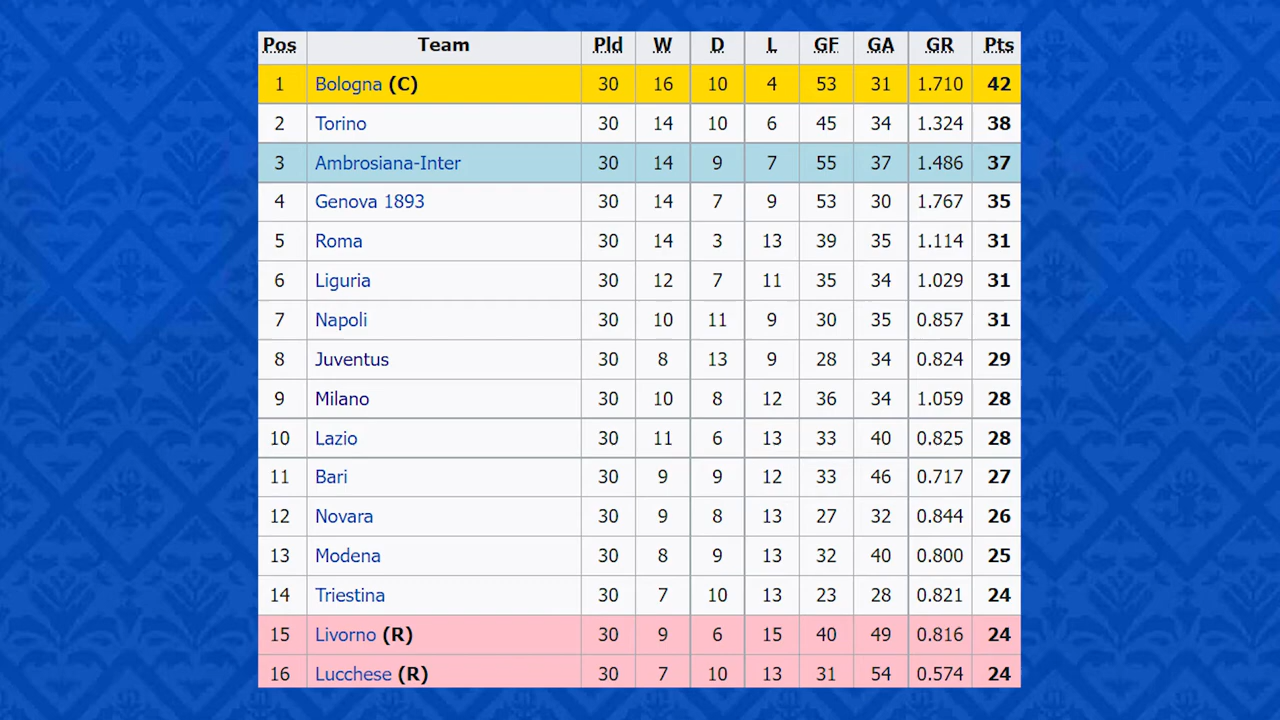 Pos Team Pld W D L GF GA GR Pts
1 Bologna (C) 30 16 10 4 53 31 1.710 42
2 Torino 30 14 10 6 45 34 1.324 38
3 Ambrosiana-Inter 30 14 9 7 55 37 1.486 37
4 Genova 1893 30 14 7 9 53 30 1.767 35
5 Roma 30 14 3 13 39 35 1.114 31
6 Liguria 30 12 7 11 35 34 1.029 31
7 Napoli 30 10 11 9 30 35 0.857 31
8 Juventus 30 8 13 9 28 34 0.824 29
9 Milano 30 10 8 12 36 34 1.059 28
10 Lazio 30 11 6 13 33 40 0.825 28
11 Bari 30 9 9 12 33 46 0.717 27
12 Novara 30 9 8 13 27 32 0.844 26
13 Modena 30 8 9 13 32 40 0.800 25
14 Triestina 30 7 10 13 23 28 0.821 24
15 Livorno (R) 30 9 6 15 40 49 0.816 24
16 Lucchese (R) 30 7 10 13 31 54 0.574 24